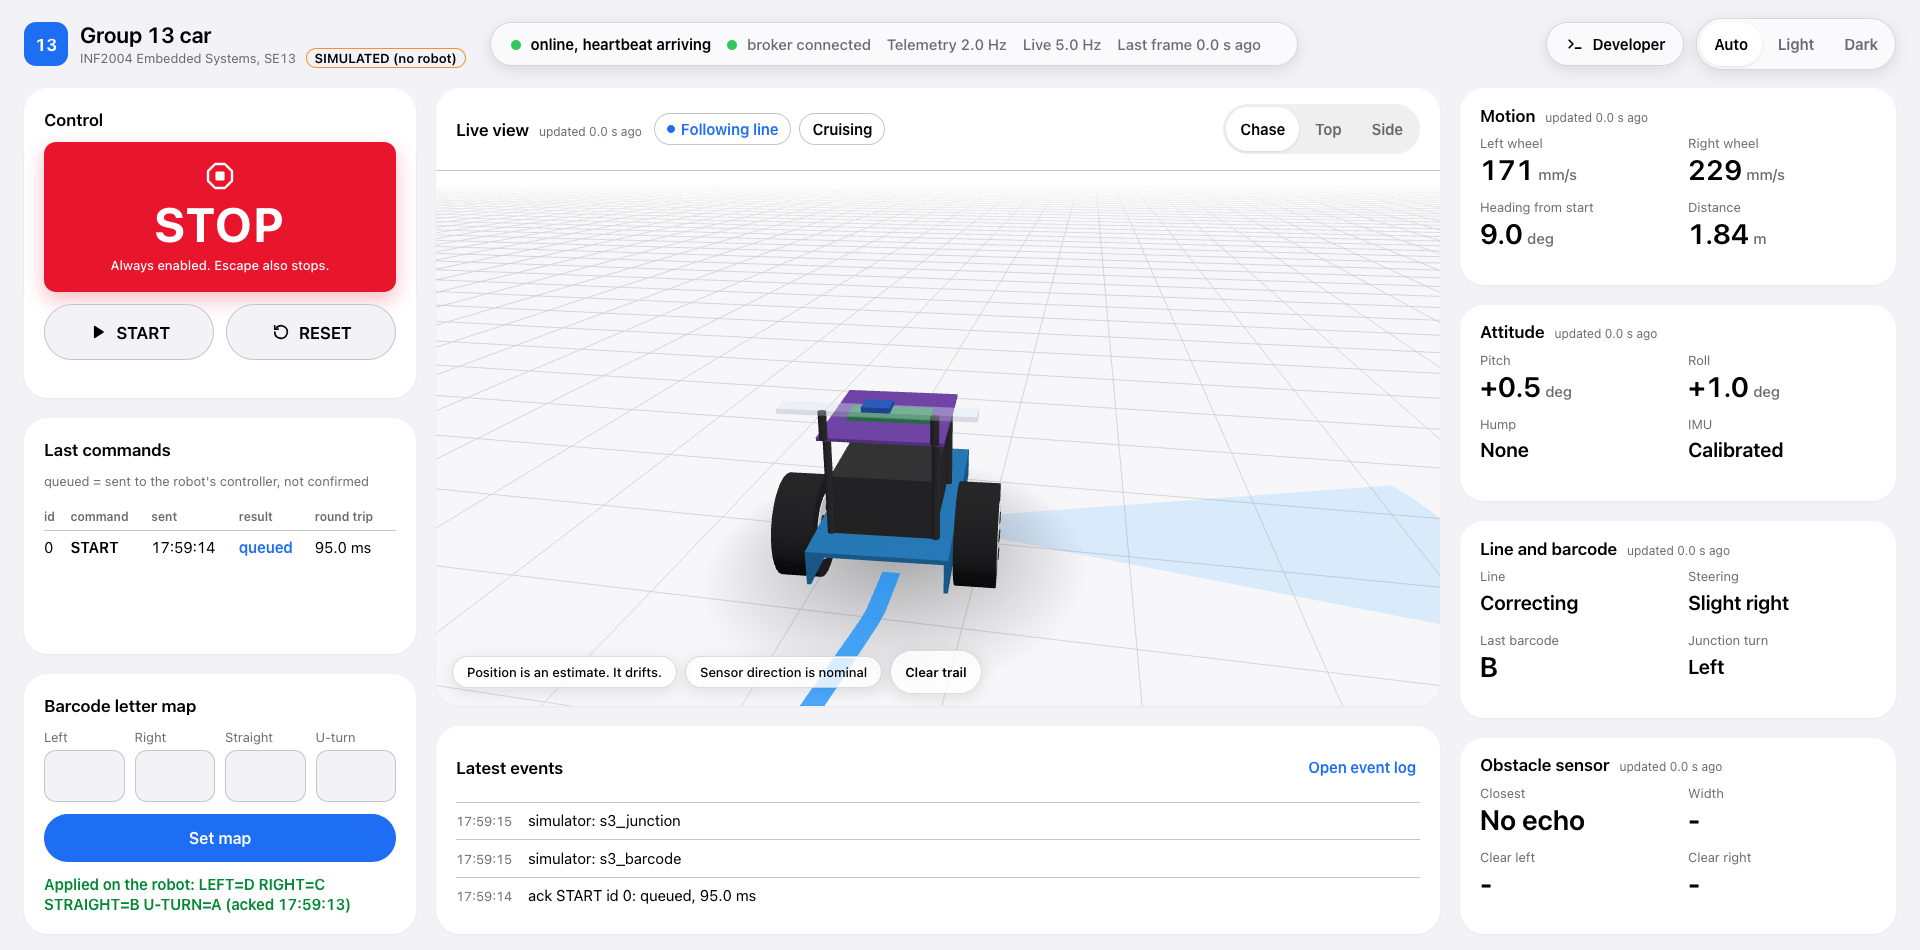 13
Group 13 car
INF2004 Embedded Systems, SE13
SIMULATED (no robot)
online, heartbeat arriving
broker connected
Telemetry 2.0 Hz
Live 5.0 Hz
Last frame 0.0 s ago
>_ Developer
Auto
Light
Dark
Control
STOP
Always enabled. Escape also stops.
START
RESET
Last commands
queued = sent to the robot's controller, not confirmed
id command sent result round trip
0 START 17:59:14 queued 95.0 ms
Barcode letter map
Left Right Straight U-turn
Set map
Applied on the robot: LEFT=D RIGHT=C
STRAIGHT=B U-TURN=A (acked 17:59:13)
Live view updated 0.0 s ago
Following line
Cruising
Chase
Top
Side
Position is an estimate. It drifts.
Sensor direction is nominal
Clear trail
Latest events
Open event log
17:59:15 simulator: s3_junction
17:59:15 simulator: s3_barcode
17:59:14 ack START id 0: queued, 95.0 ms
Motion updated 0.0 s ago
Left wheel Right wheel
171 mm/s 229 mm/s
Heading from start Distance
9.0 deg 1.84 m
Attitude updated 0.0 s ago
Pitch Roll
+0.5 deg +1.0 deg
Hump IMU
None Calibrated
Line and barcode updated 0.0 s ago
Line Steering
Correcting Slight right
Last barcode Junction turn
B Left
Obstacle sensor updated 0.0 s ago
Closest Width
No echo -
Clear left Clear right
- -